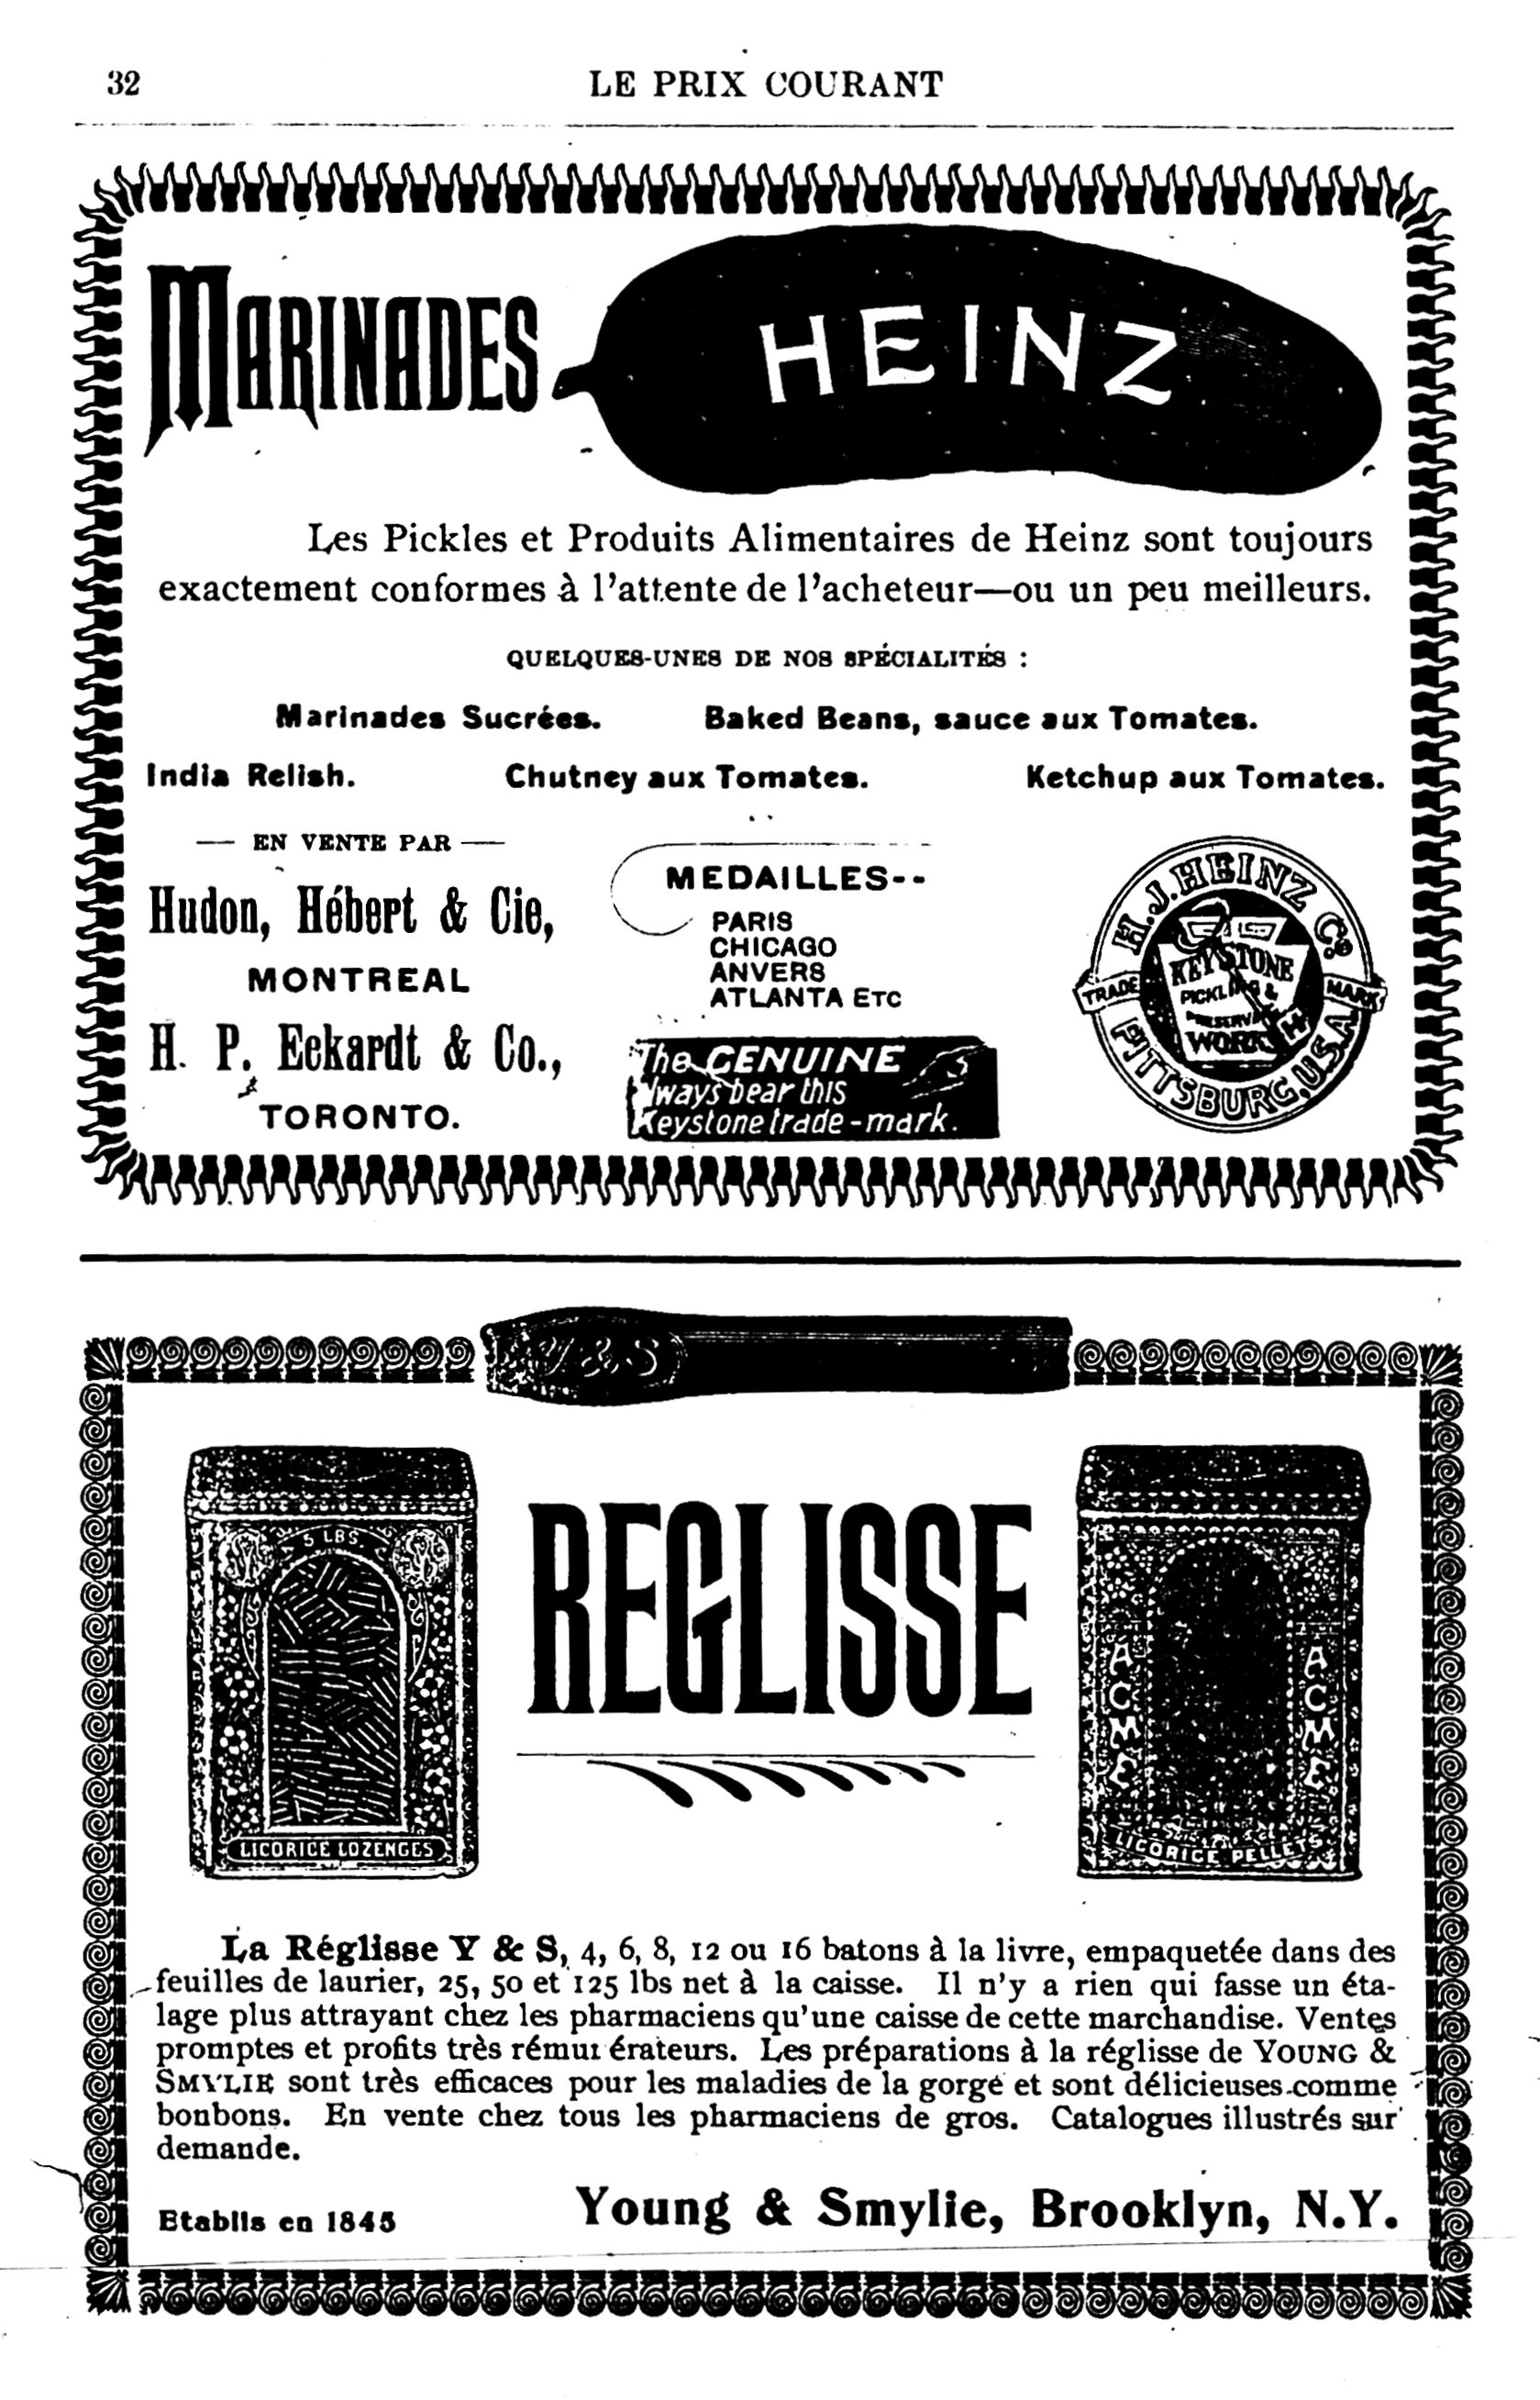 32
LE PRIX COURANT
MARINADES
HEINZ
Les Pickles et Produits Alimentaires de Heinz sont toujours
exactement conformes à l'attente de l'acheteur—ou un peu meilleurs.
QUELQUES-UNES DE NOS SPÉCIALITÉS :
Marinades Sucrées. Baked Beans, sauce aux Tomates.
India Relish. Chutney aux Tomates. Ketchup aux Tomates.
— EN VENTE PAR —
Hudon, Hébert & Cie,
MONTREAL
H. P. Eckardt & Co.,
TORONTO.
MEDAILLES--
PARIS
CHICAGO
ANVERS
ATLANTA ETC
The GENUINE
always bear this
Keystone trade-mark.
H.J. HEINZ Co.
KEYSTONE
PICKLING &
PRESERVING
WORKS
TRADE MARK
PITTSBURG, U.S.A.
Y & S
5 LBS.
LICORICE LOZENGES
REGLISSE
ACME
ACME
LICORICE PELLETS
La Réglisse Y & S, 4, 6, 8, 12 ou 16 batons à la livre, empaquetée dans des
feuilles de laurier, 25, 50 et 125 lbs net à la caisse. Il n'y a rien qui fasse un éta-
lage plus attrayant chez les pharmaciens qu'une caisse de cette marchandise. Ventes
promptes et profits très rémunérateurs. Les préparations à la réglisse de YOUNG &
SMYLIE sont très efficaces pour les maladies de la gorge et sont délicieuses comme
bonbons. En vente chez tous les pharmaciens de gros. Catalogues illustrés sur
demande.
Etablis en 1845
Young & Smylie, Brooklyn, N.Y.